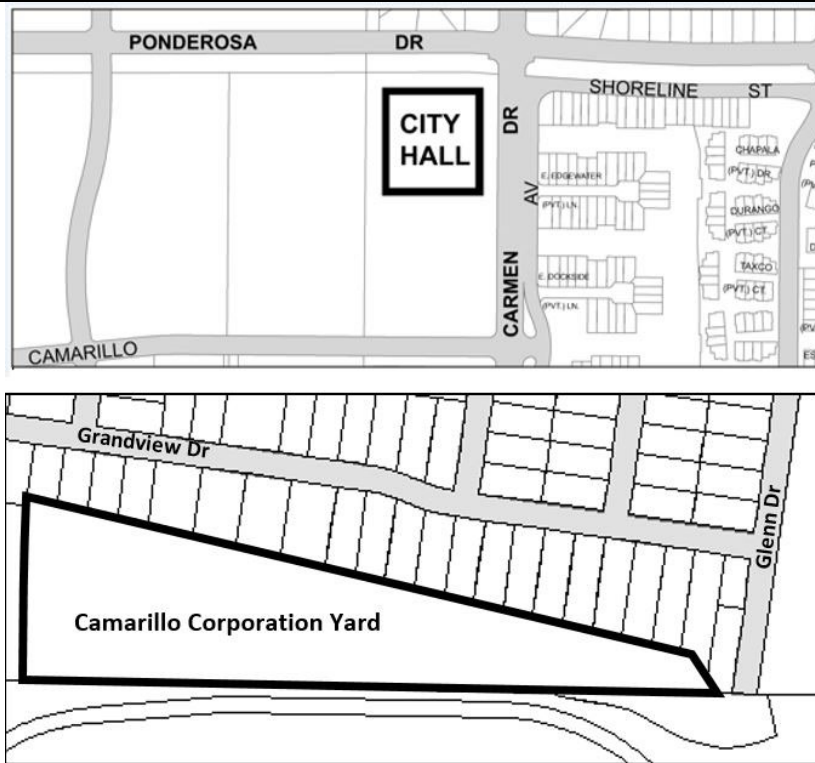 PONDEROSA DR
SHORELINE ST
CITY
HALL
DR
AV
CARMEN
E. EDGEWATER
(PVT.) LN.
E. DOCKSIDE
(PVT.) LN.
CHAPALA
(PVT.) DR.
DURANGO
(PVT.) CT.
TAXCO
(PVT.) CT.
CAMARILLO
Grandview Dr
Glenn Dr
Camarillo Corporation Yard